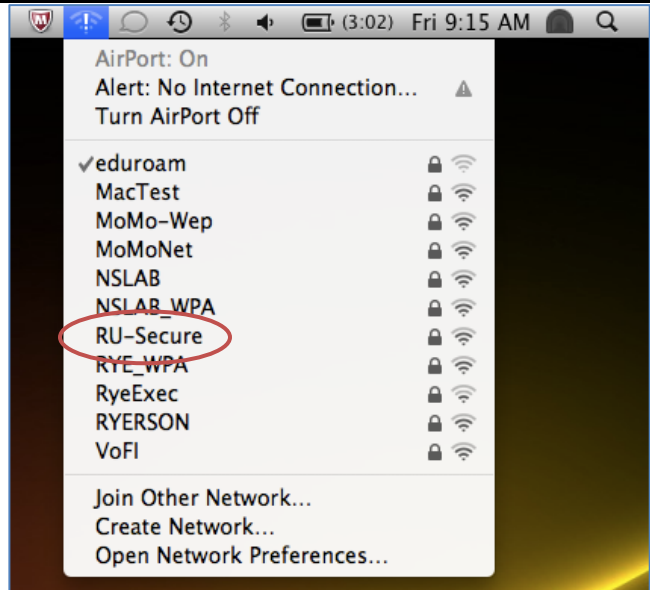 (3:02) Fri 9:15 AM
AirPort: On
Alert: No Internet Connection...
Turn AirPort Off
✓eduroam
MacTest
MoMo-Wep
MoMoNet
NSLAB
NSLAB_WPA
RU-Secure
RYE_WPA
RyeExec
RYERSON
VoFI
Join Other Network...
Create Network...
Open Network Preferences...